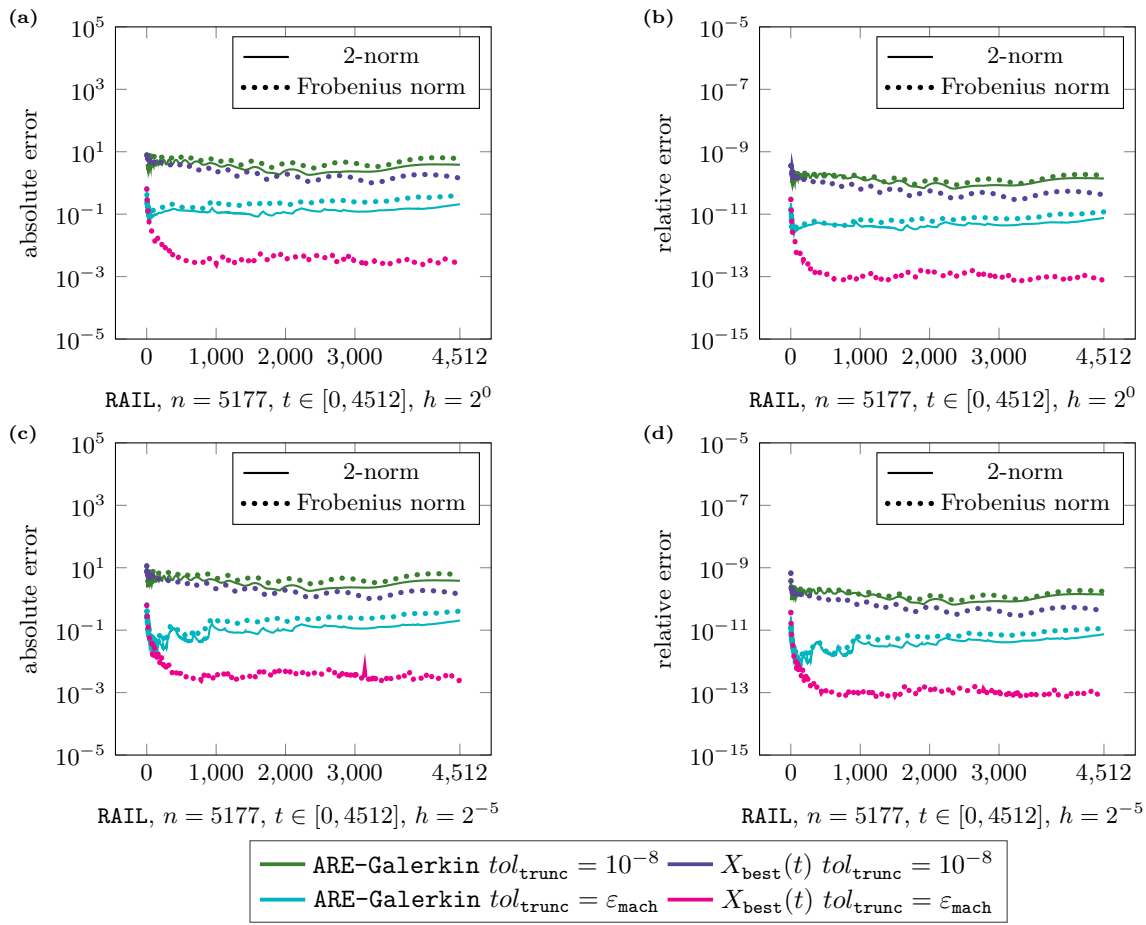 (a)
10^5
10^3
10^1
10^−1
10^−3
10^−5
absolute error
2-norm
Frobenius norm
0
1,000
2,000
3,000
4,512
RAIL, n = 5177, t ∈ [0, 4512], h = 2^0
(b)
10^−5
10^−7
10^−9
10^−11
10^−13
10^−15
relative error
2-norm
Frobenius norm
0
1,000
2,000
3,000
4,512
RAIL, n = 5177, t ∈ [0, 4512], h = 2^0
(c)
10^5
10^3
10^1
10^−1
10^−3
10^−5
absolute error
2-norm
Frobenius norm
0
1,000
2,000
3,000
4,512
RAIL, n = 5177, t ∈ [0, 4512], h = 2^−5
(d)
10^−5
10^−7
10^−9
10^−11
10^−13
10^−15
relative error
2-norm
Frobenius norm
0
1,000
2,000
3,000
4,512
RAIL, n = 5177, t ∈ [0, 4512], h = 2^−5
ARE-Galerkin tol_trunc = 10^−8
X_best(t) tol_trunc = 10^−8
ARE-Galerkin tol_trunc = ε_mach
X_best(t) tol_trunc = ε_mach